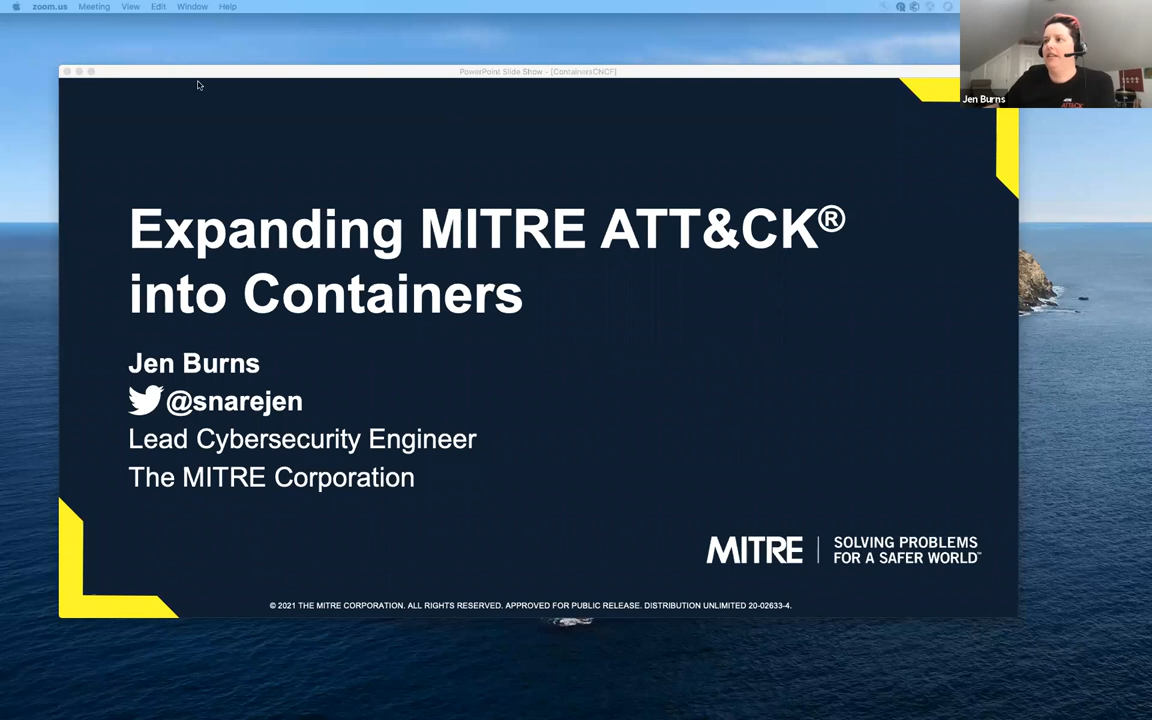 zoom.us Meeting View Edit Window Help
PowerPoint Slide Show - [ContainersCNCF]
Jen Burns
Expanding MITRE ATT&CK®
into Containers
Jen Burns
@snarejen
Lead Cybersecurity Engineer
The MITRE Corporation
MITRE
SOLVING PROBLEMS
FOR A SAFER WORLD™
© 2021 THE MITRE CORPORATION. ALL RIGHTS RESERVED. APPROVED FOR PUBLIC RELEASE. DISTRIBUTION UNLIMITED 20-02633-4.